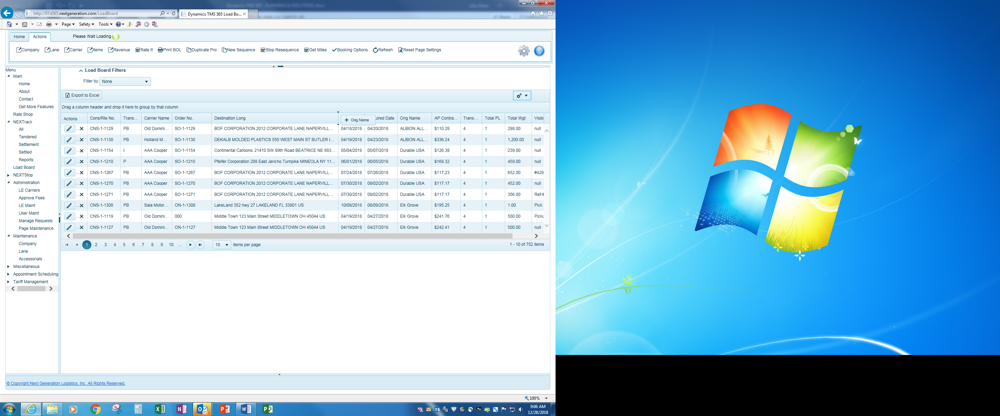 http://07d365.nextgeneration.com/LoadBoard
Dynamics TMS 365 Load Bo...
Page Safety Tools
Home Actions Please Wait Loading
Company Lane Carrier Items Revenue Rate It Print BOL Duplicate Pro New Sequence Stop Resequence Get Miles Booking Options Refresh Reset Page Settings
Menu
Main
Home
About
Contact
Get More Features
Rate Shop
NEXTrack
All
Tendered
Settlement
Settled
Reports
Load Board
NEXTStop
Administration
LE Carriers
Approve Fees
LE Maint
User Maint
Manage Requests
Page Maintenance
Maintenance
Company
Lane
Accessorials
Miscellaneous
Appointment Scheduling
Tariff Management
Load Board Filters
Filter by: None
Export to Excel
Drag a column header and drop it here to group by that column
Actions Cons/Rte No. Trans... Carrier Name Order No. Destination Long + Orig Name uired Date Orig Name AP Contra... Trans... Total PL Total Wgt Visib
... CNS-1-1129 PB Old Domini... SO-1-1129 BOF CORPORATION 2012 CORPORATE LANE NAPERVILL... 04/18/2018 04/20/2018 ALBION ALL... $110.28 4 1 298.00 null
... CNS-1-1130 PB Holland M... SO-1-1130 DEKALB MOLDED PLASTICS 550 WEST MAIN ST BUTLER I... 04/19/2018 04/23/2018 ALBION ALL... $336.24 4 1 1,200.00 null
... CNS-1-1154 I AAA Cooper SO-1-1154 Continental Carbonic 21410 SW 89th Road BEATRICE NE 683... 05/04/2018 05/07/2018 Durable USA $126.38 4 1 239.00 null
... CNS-1-1210 P AAA Cooper SO-1-1210 Pfeifer Corporation 288 East Jericho Turnpike MINEOLA NY 11... 06/01/2018 06/05/2018 Durable USA $168.32 4 1 459.00 null
... CNS-1-1267 PB AAA Cooper SO-1-1267 BOF CORPORATION 2012 CORPORATE LANE NAPERVILL... 07/24/2018 07/26/2018 Durable USA $117.23 4 1 652.00 #429
... CNS-1-1270 PB AAA Cooper SO-1-1270 BOF CORPORATION 2012 CORPORATE LANE NAPERVILL... 07/30/2018 08/02/2018 Durable USA $117.17 4 1 452.00 null
... CNS-1-1271 PB AAA Cooper SO-1-1271 BOF CORPORATION 2012 CORPORATE LANE NAPERVILL... 07/30/2018 08/02/2018 Durable USA $117.17 4 1 356.00 Ref-#
... CNS-1-1308 PB Saia Motor... ON-1-1308 LakeLand 352 hwy 27 LAKELAND FL 33801 US 10/08/2018 08/09/2018 Elk Grove $195.25 4 1 1.00 Pick
... CNS-1-1119 PB Old Domini... 000 Middle Town 123 Main Street MIDDLETOWN OH 45044 US 04/19/2018 04/27/2018 Elk Grove $241.76 4 1 500.00 Picku
... CNS-1-1127 PB Old Domini... ON-1-1127 Middle Town 123 Main Street MIDDLETOWN OH 45044 US 04/19/2018 04/27/2018 Elk Grove $242.41 4 1 500.00 null
1 2 3 4 5 6 7 8 9 10 ... 10 items per page 1 - 10 of 752 items
© Copyright Next Generation Logistics, Inc. All Rights Reserved.
100%
9:06 AM
12/28/2018